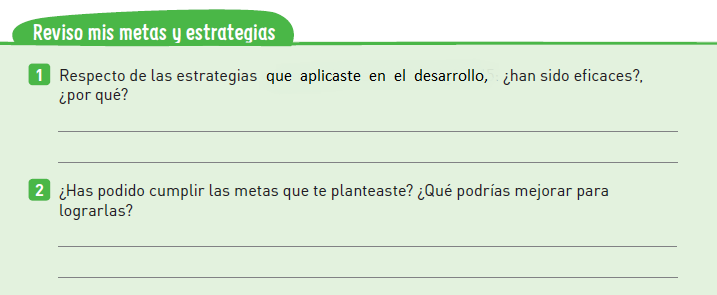 Reviso mis metas y estrategias
1 Respecto de las estrategias que aplicaste en el desarrollo, ¿han sido eficaces?,
¿por qué?
2 ¿Has podido cumplir las metas que te planteaste? ¿Qué podrías mejorar para
lograrlas?